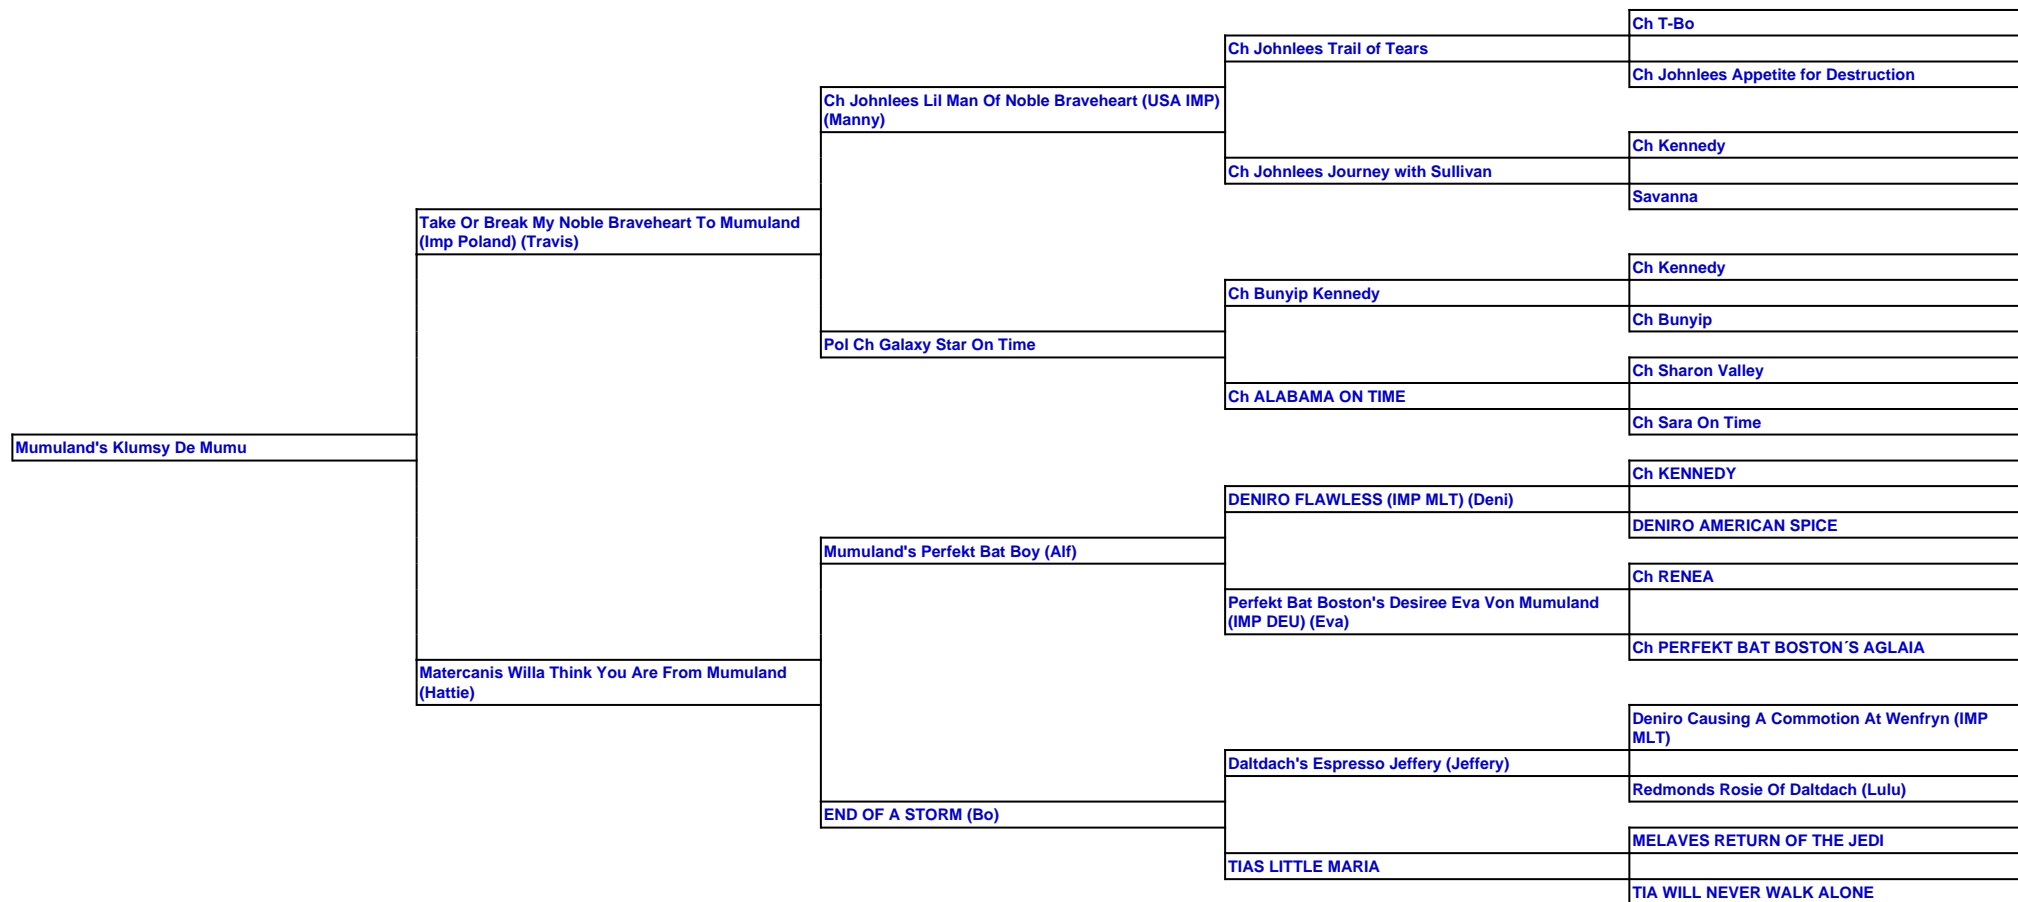 Ch T-Bo
Ch Johnlees Trail of Tears
Ch Johnlees Appetite for Destruction
Ch Johnlees Lil Man Of Noble Braveheart (USA IMP)
(Manny)
Ch Kennedy
Ch Johnlees Journey with Sullivan
Savanna
Take Or Break My Noble Braveheart To Mumuland
(Imp Poland) (Travis)
Ch Kennedy
Ch Bunyip Kennedy
Ch Bunyip
Pol Ch Galaxy Star On Time
Ch Sharon Valley
Ch ALABAMA ON TIME
Ch Sara On Time
Mumuland's Klumsy De Mumu
Ch KENNEDY
DENIRO FLAWLESS (IMP MLT) (Deni)
DENIRO AMERICAN SPICE
Mumuland's Perfekt Bat Boy (Alf)
Ch RENEA
Perfekt Bat Boston's Desiree Eva Von Mumuland
(IMP DEU) (Eva)
Ch PERFEKT BAT BOSTON´S AGLAIA
Matercanis Willa Think You Are From Mumuland
(Hattie)
Deniro Causing A Commotion At Wenfryn (IMP
MLT)
Daltdach's Espresso Jeffery (Jeffery)
Redmonds Rosie Of Daltdach (Lulu)
END OF A STORM (Bo)
MELAVES RETURN OF THE JEDI
TIAS LITTLE MARIA
TIA WILL NEVER WALK ALONE